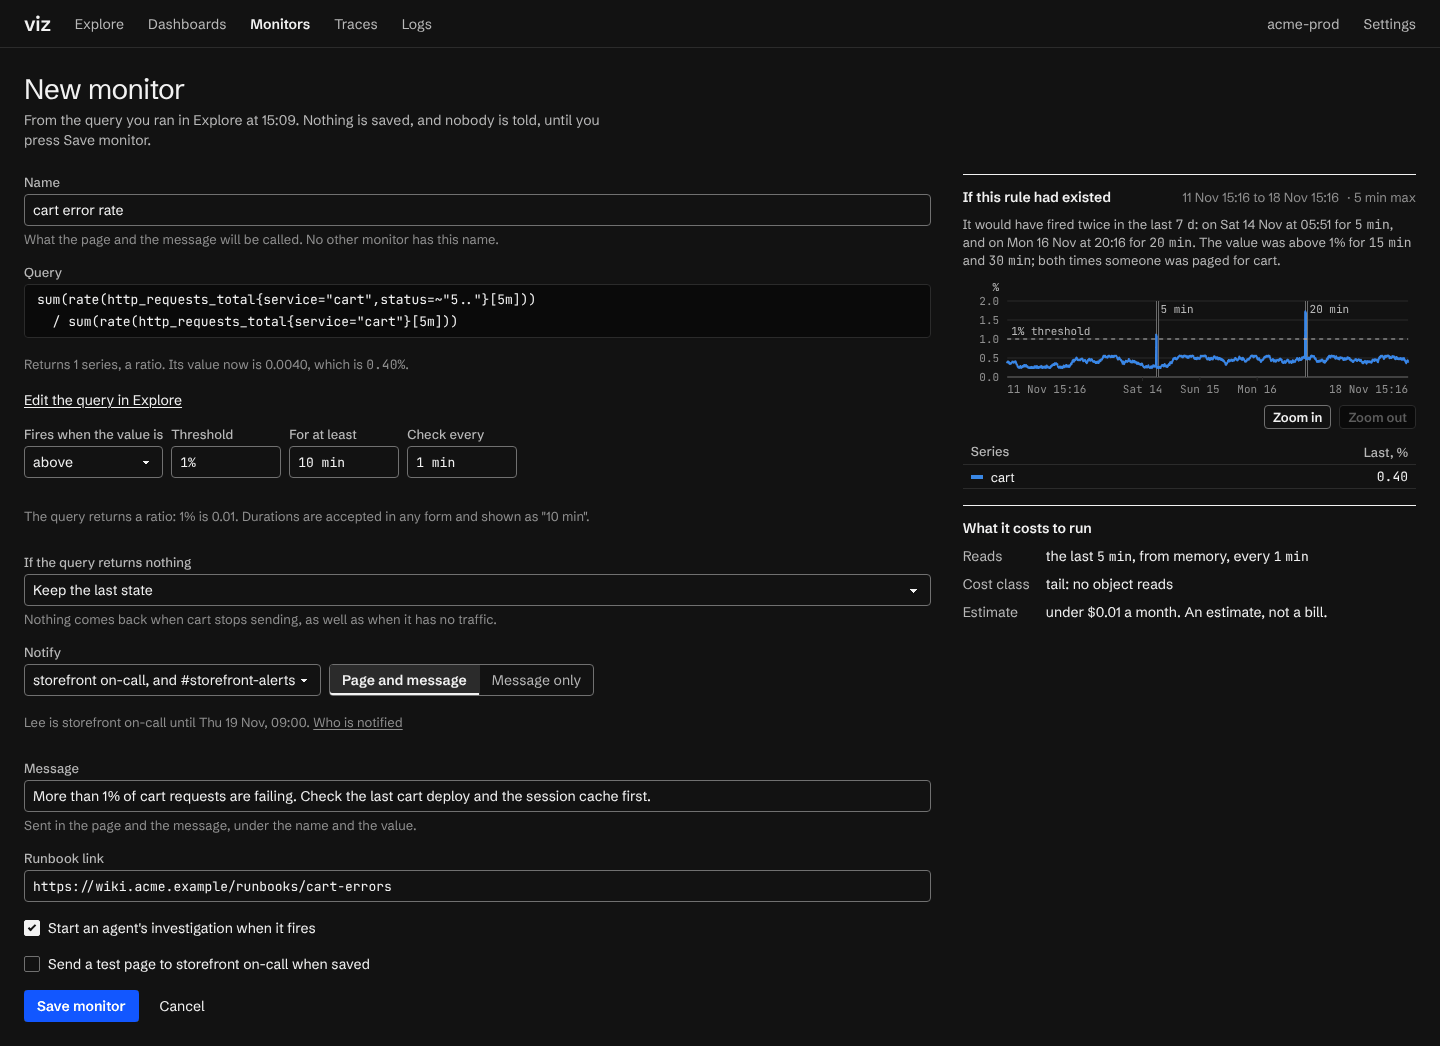 viz Explore Dashboards Monitors Traces Logs acme-prod Settings
New monitor
From the query you ran in Explore at 15:09. Nothing is saved, and nobody is told, until you
press Save monitor.
Name
cart error rate
What the page and the message will be called. No other monitor has this name.
Query
sum(rate(http_requests_total{service="cart",status=~"5.."}[5m]))
/ sum(rate(http_requests_total{service="cart"}[5m]))
Returns 1 series, a ratio. Its value now is 0.0040, which is 0.40%.
Edit the query in Explore
Fires when the value is Threshold For at least Check every
above 1% 10 min 1 min
The query returns a ratio: 1% is 0.01. Durations are accepted in any form and shown as "10 min".
If the query returns nothing
Keep the last state
Nothing comes back when cart stops sending, as well as when it has no traffic.
Notify
storefront on-call, and #storefront-alerts Page and message Message only
Lee is storefront on-call until Thu 19 Nov, 09:00. Who is notified
Message
More than 1% of cart requests are failing. Check the last cart deploy and the session cache first.
Sent in the page and the message, under the name and the value.
Runbook link
https://wiki.acme.example/runbooks/cart-errors
Start an agent's investigation when it fires
Send a test page to storefront on-call when saved
Save monitor Cancel
If this rule had existed 11 Nov 15:16 to 18 Nov 15:16 · 5 min max
It would have fired twice in the last 7 d: on Sat 14 Nov at 05:51 for 5 min,
and on Mon 16 Nov at 20:16 for 20 min. The value was above 1% for 15 min
and 30 min; both times someone was paged for cart.
%
2.0
5 min 20 min
1.5
1% threshold
1.0
0.5
0.0
11 Nov 15:16 Sat 14 Sun 15 Mon 16 18 Nov 15:16
Zoom in Zoom out
Series Last, %
cart 0.40
What it costs to run
Reads the last 5 min, from memory, every 1 min
Cost class tail: no object reads
Estimate under $0.01 a month. An estimate, not a bill.